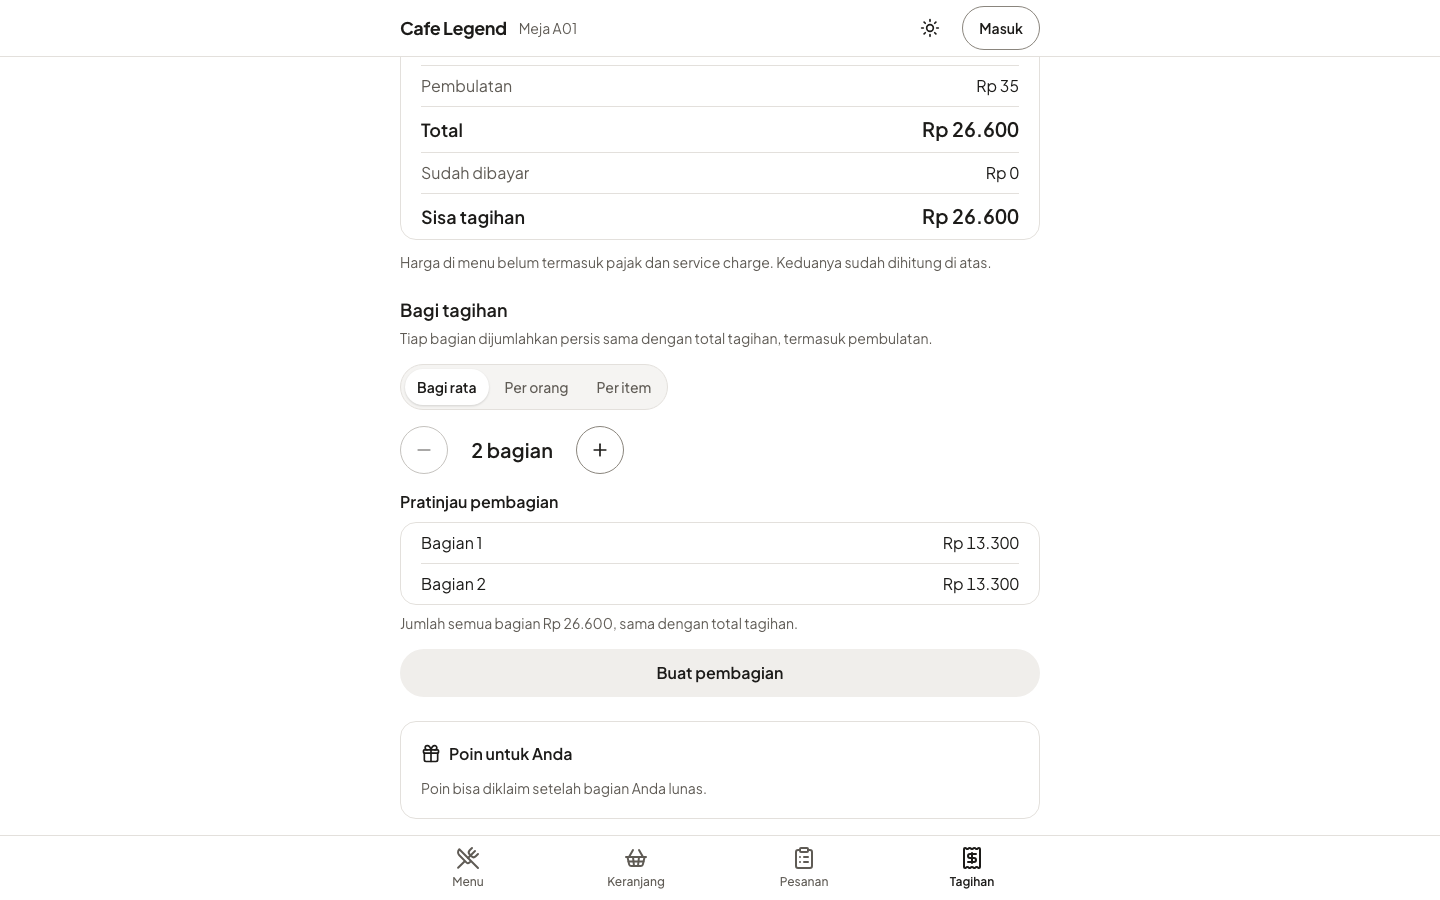 Cafe Legend Meja A01 Masuk
Pembulatan Rp 35
Total Rp 26.600
Sudah dibayar Rp 0
Sisa tagihan Rp 26.600
Harga di menu belum termasuk pajak dan service charge. Keduanya sudah dihitung di atas.
Bagi tagihan
Tiap bagian dijumlahkan persis sama dengan total tagihan, termasuk pembulatan.
Bagi rata Per orang Per item
2 bagian
Pratinjau pembagian
Bagian 1 Rp 13.300
Bagian 2 Rp 13.300
Jumlah semua bagian Rp 26.600, sama dengan total tagihan.
Buat pembagian
Poin untuk Anda
Poin bisa diklaim setelah bagian Anda lunas.
Menu Keranjang Pesanan Tagihan